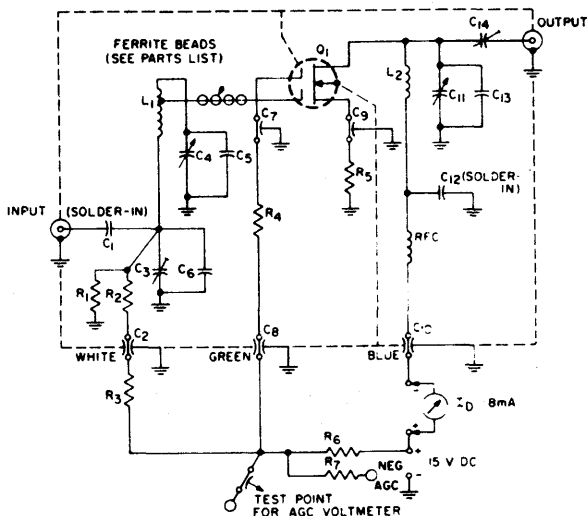 C14
OUTPUT
FERRITE BEADS
(SEE PARTS LIST)
Q1
L1
L2
C7
C9
C11
C13
C4
C5
R5
C12 (SOLDER-
IN)
INPUT
(SOLDER-IN)
C1
R4
RFC
C3
C6
R1
R2
C2
C8
C10
WHITE
GREEN
BLUE
R3
-
ID 8mA
+
R6
+
15 V DC
R7
NEG
AGC
-
TEST POINT
FOR AGC VOLTMETER